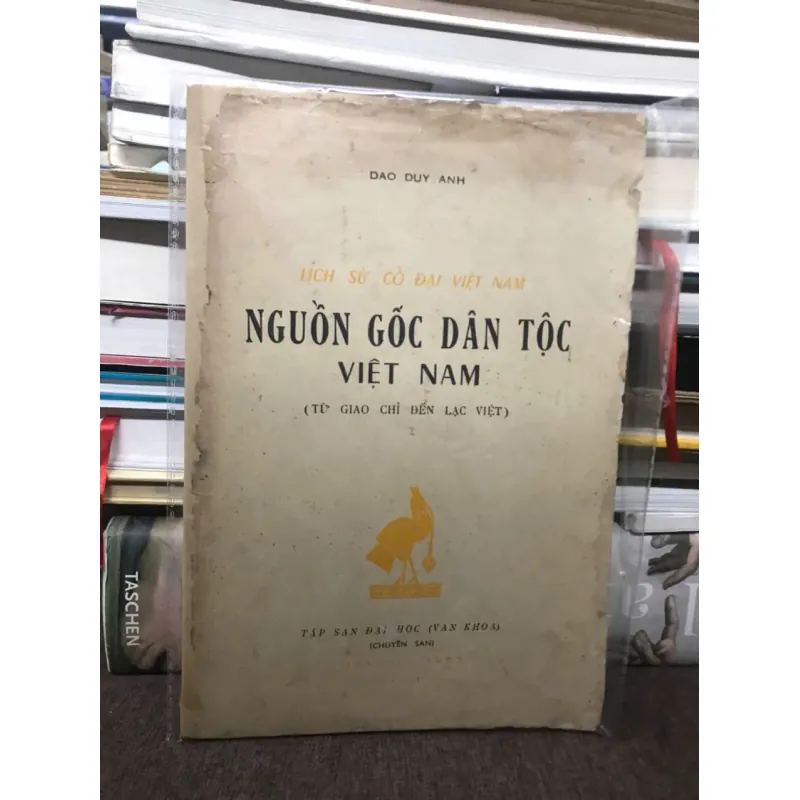 DAO DUY ANH
LỊCH SỬ CỔ ĐẠI VIỆT NAM
NGUỒN GỐC DÂN TỘC
VIỆT NAM
(TỪ GIAO CHỈ ĐẾN LẠC VIỆT)
TẬP SAN ĐẠI HỌC (VĂN KHOA)
(CHUYÊN SAN)
TASCHEN